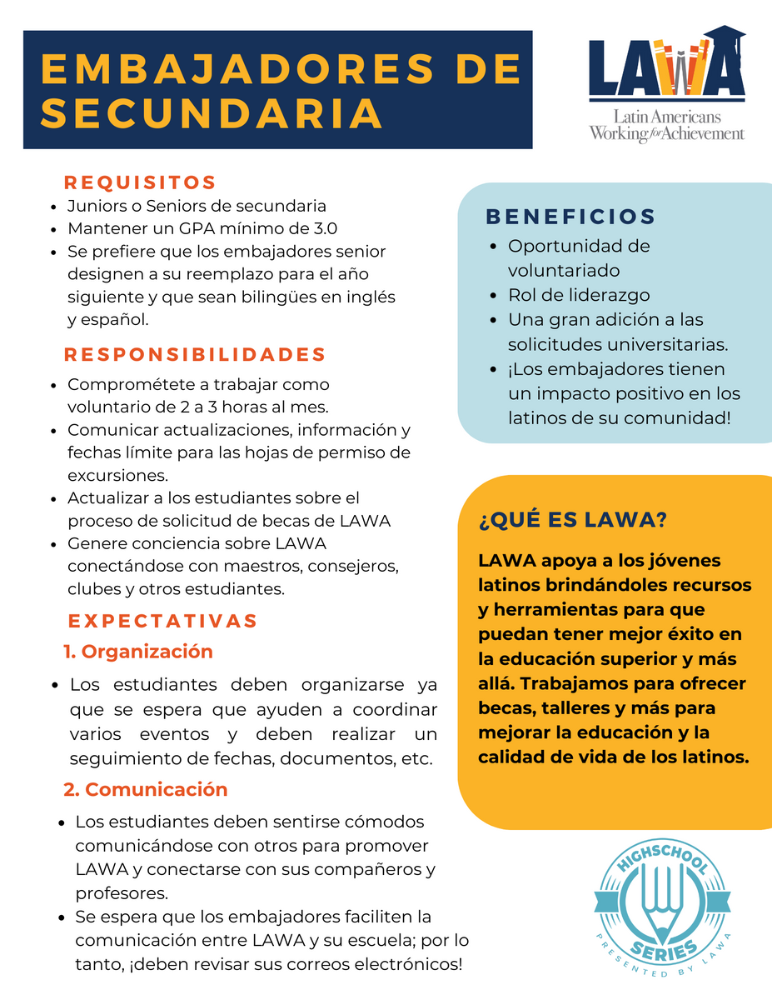 EMBAJADORES DE
SECUNDARIA
LAWA
Latin Americans
Working for Achievement
REQUISITOS
• Juniors o Seniors de secundaria
• Mantener un GPA mínimo de 3.0
• Se prefiere que los embajadores senior
designen a su reemplazo para el año
siguiente y que sean bilingües en inglés
y español.
RESPONSIBILIDADES
• Comprométete a trabajar como
voluntario de 2 a 3 horas al mes.
• Comunicar actualizaciones, información y
fechas límite para las hojas de permiso de
excursiones.
• Actualizar a los estudiantes sobre el
proceso de solicitud de becas de LAWA
• Genere conciencia sobre LAWA
conectándose con maestros, consejeros,
clubes y otros estudiantes.
EXPECTATIVAS
1. Organización
• Los estudiantes deben organizarse ya
que se espera que ayuden a coordinar
varios eventos y deben realizar un
seguimiento de fechas, documentos, etc.
2. Comunicación
• Los estudiantes deben sentirse cómodos
comunicándose con otros para promover
LAWA y conectarse con sus compañeros y
profesores.
• Se espera que los embajadores faciliten la
comunicación entre LAWA y su escuela; por lo
tanto, ¡deben revisar sus correos electrónicos!
BENEFICIOS
• Oportunidad de
voluntariado
• Rol de liderazgo
• Una gran adición a las
solicitudes universitarias.
• ¡Los embajadores tienen
un impacto positivo en los
latinos de su comunidad!
¿QUÉ ES LAWA?
LAWA apoya a los jóvenes
latinos brindándoles recursos
y herramientas para que
puedan tener mejor éxito en
la educación superior y más
allá. Trabajamos para ofrecer
becas, talleres y más para
mejorar la educación y la
calidad de vida de los latinos.
HIGHSCHOOL
SERIES
PRESENTED BY LAWA